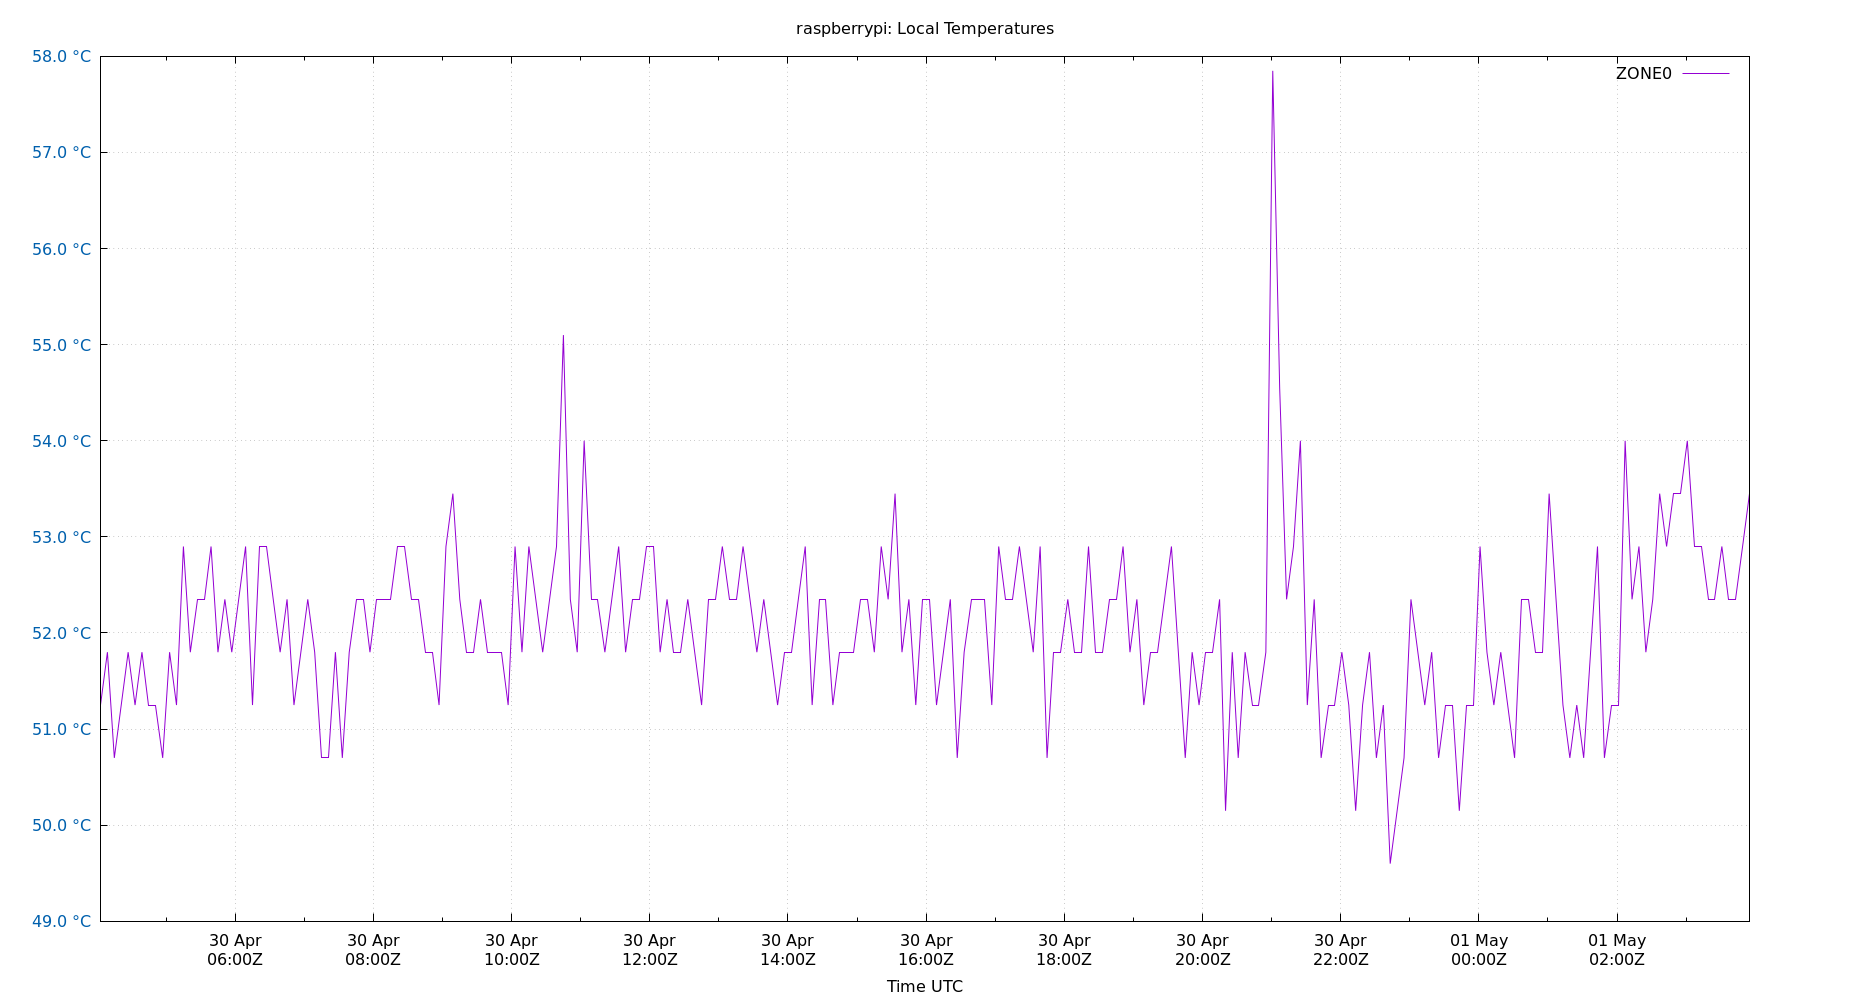 raspberrypi: Local Temperatures
58.0 °C
ZONE0
57.0 °C
56.0 °C
55.0 °C
54.0 °C
53.0 °C
52.0 °C
51.0 °C
50.0 °C
49.0 °C
30 Apr 30 Apr 30 Apr 30 Apr 30 Apr 30 Apr 30 Apr 30 Apr 30 Apr 01 May 01 May
06:00Z 08:00Z 10:00Z 12:00Z 14:00Z 16:00Z 18:00Z 20:00Z 22:00Z 00:00Z 02:00Z
Time UTC